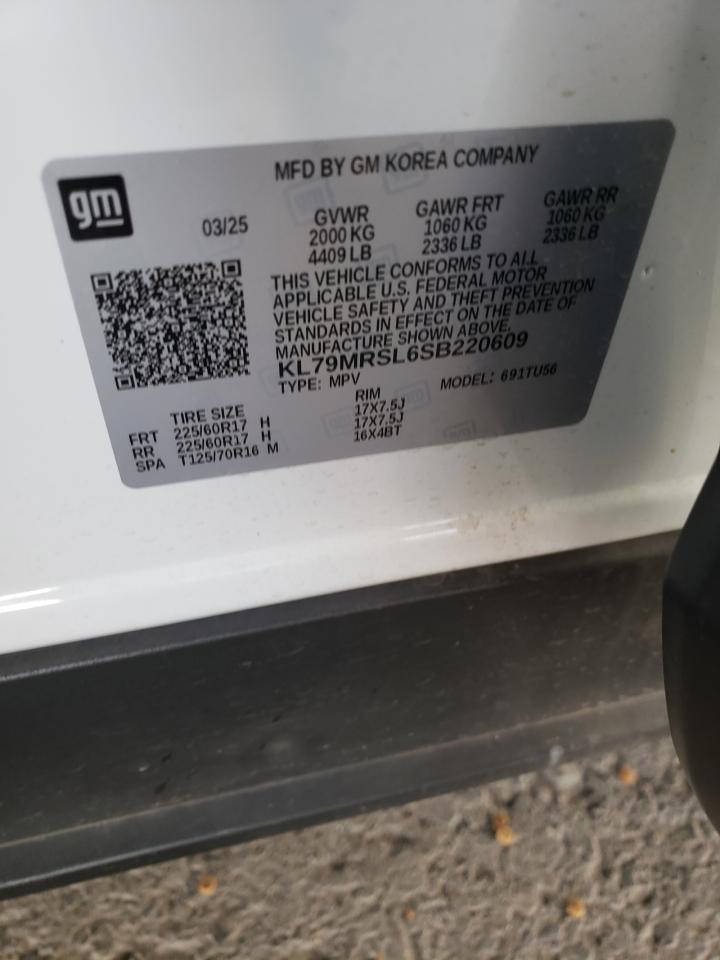 MFD BY GM KOREA COMPANY
gm
03/25
GVWR GAWR FRT GAWR RR
2000 KG 1060 KG 1060 KG
4409 LB 2336 LB 2336 LB
THIS VEHICLE CONFORMS TO ALL
APPLICABLE U.S. FEDERAL MOTOR
VEHICLE SAFETY AND THEFT PREVENTION
STANDARDS IN EFFECT ON THE DATE OF
MANUFACTURE SHOWN ABOVE.
KL79MRSL6SB220609
TYPE: MPV MODEL: 691TU56
TIRE SIZE RIM
FRT 225/60R17 H 17X7.5J
RR 225/60R17 H 17X7.5J
SPA T125/70R16 M 16X4BT